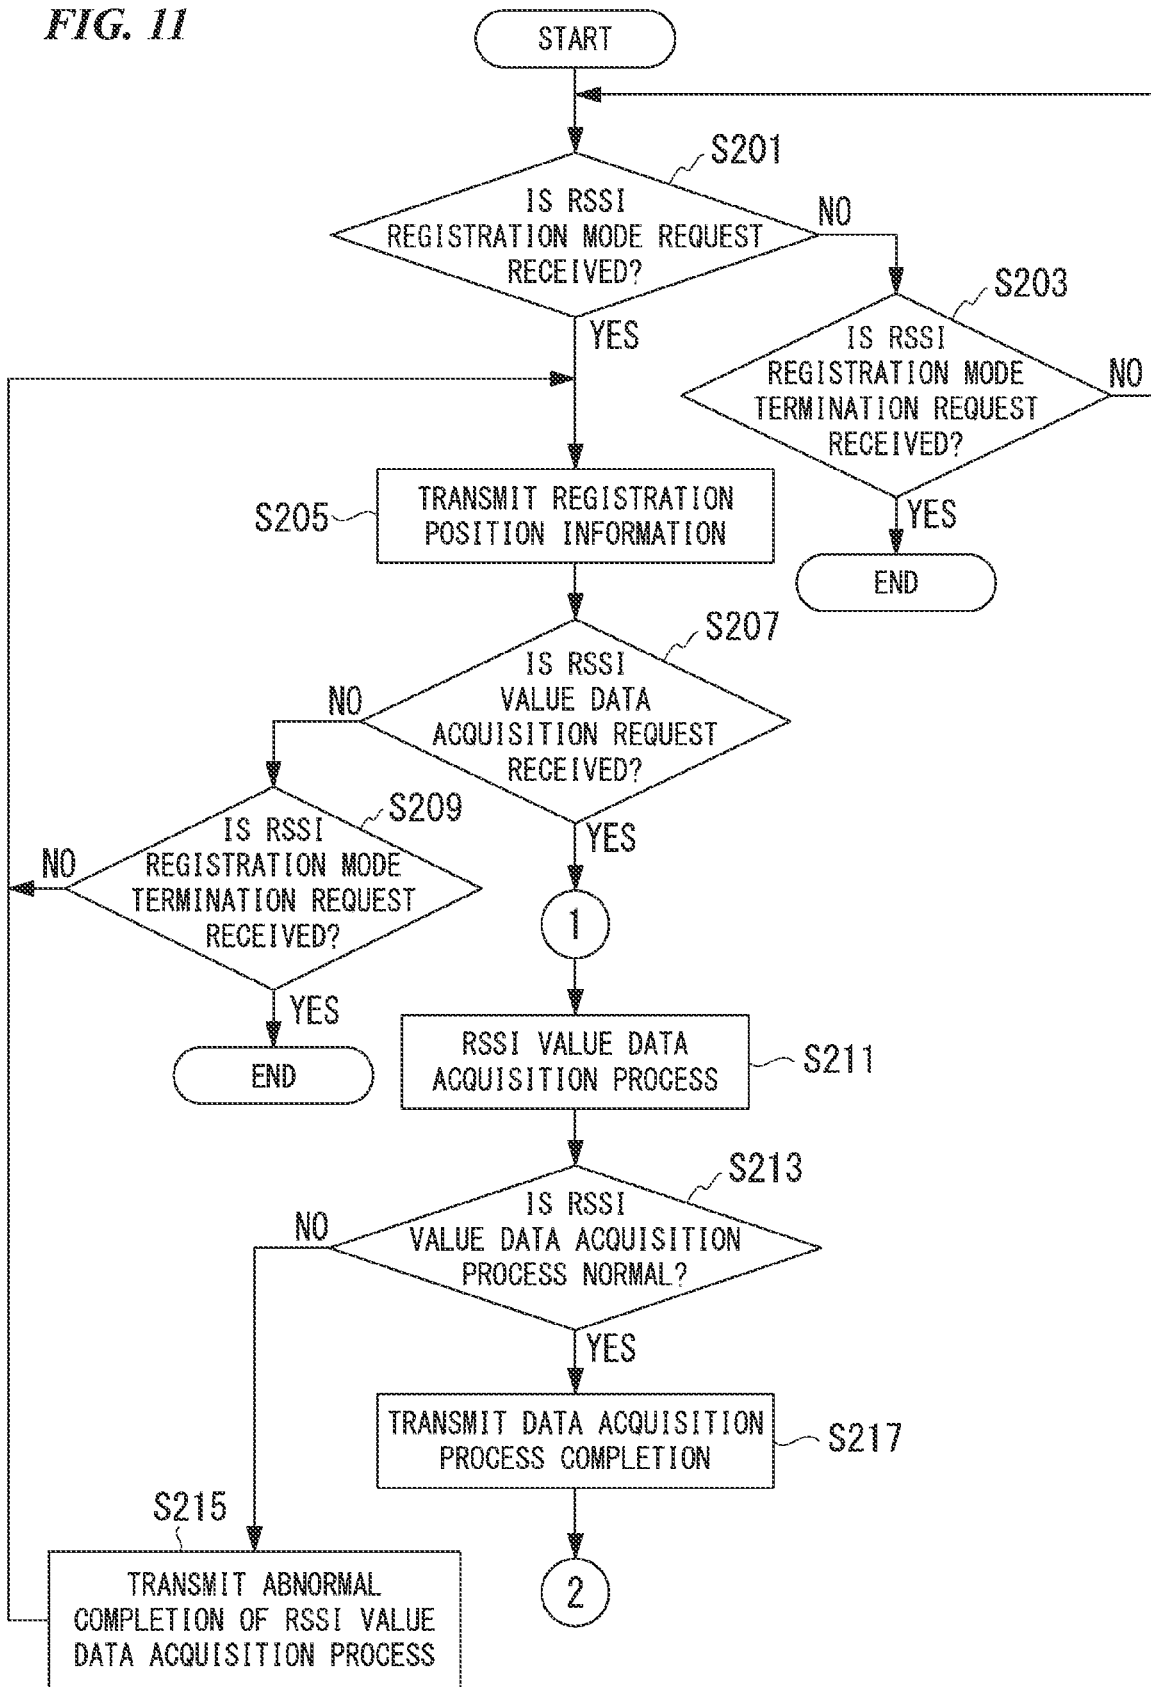 FIG. 11
START
S201
IS RSSI
REGISTRATION MODE REQUEST
RECEIVED?
NO
YES
S203
IS RSSI
REGISTRATION MODE
TERMINATION REQUEST
RECEIVED?
NO
YES
END
S205
TRANSMIT REGISTRATION
POSITION INFORMATION
S207
IS RSSI
VALUE DATA
ACQUISITION REQUEST
RECEIVED?
NO
YES
S209
IS RSSI
REGISTRATION MODE
TERMINATION REQUEST
RECEIVED?
NO
YES
END
1
RSSI VALUE DATA
ACQUISITION PROCESS
S211
S213
IS RSSI
VALUE DATA ACQUISITION
PROCESS NORMAL?
NO
YES
TRANSMIT DATA ACQUISITION
PROCESS COMPLETION
S217
S215
TRANSMIT ABNORMAL
COMPLETION OF RSSI VALUE
DATA ACQUISITION PROCESS
2